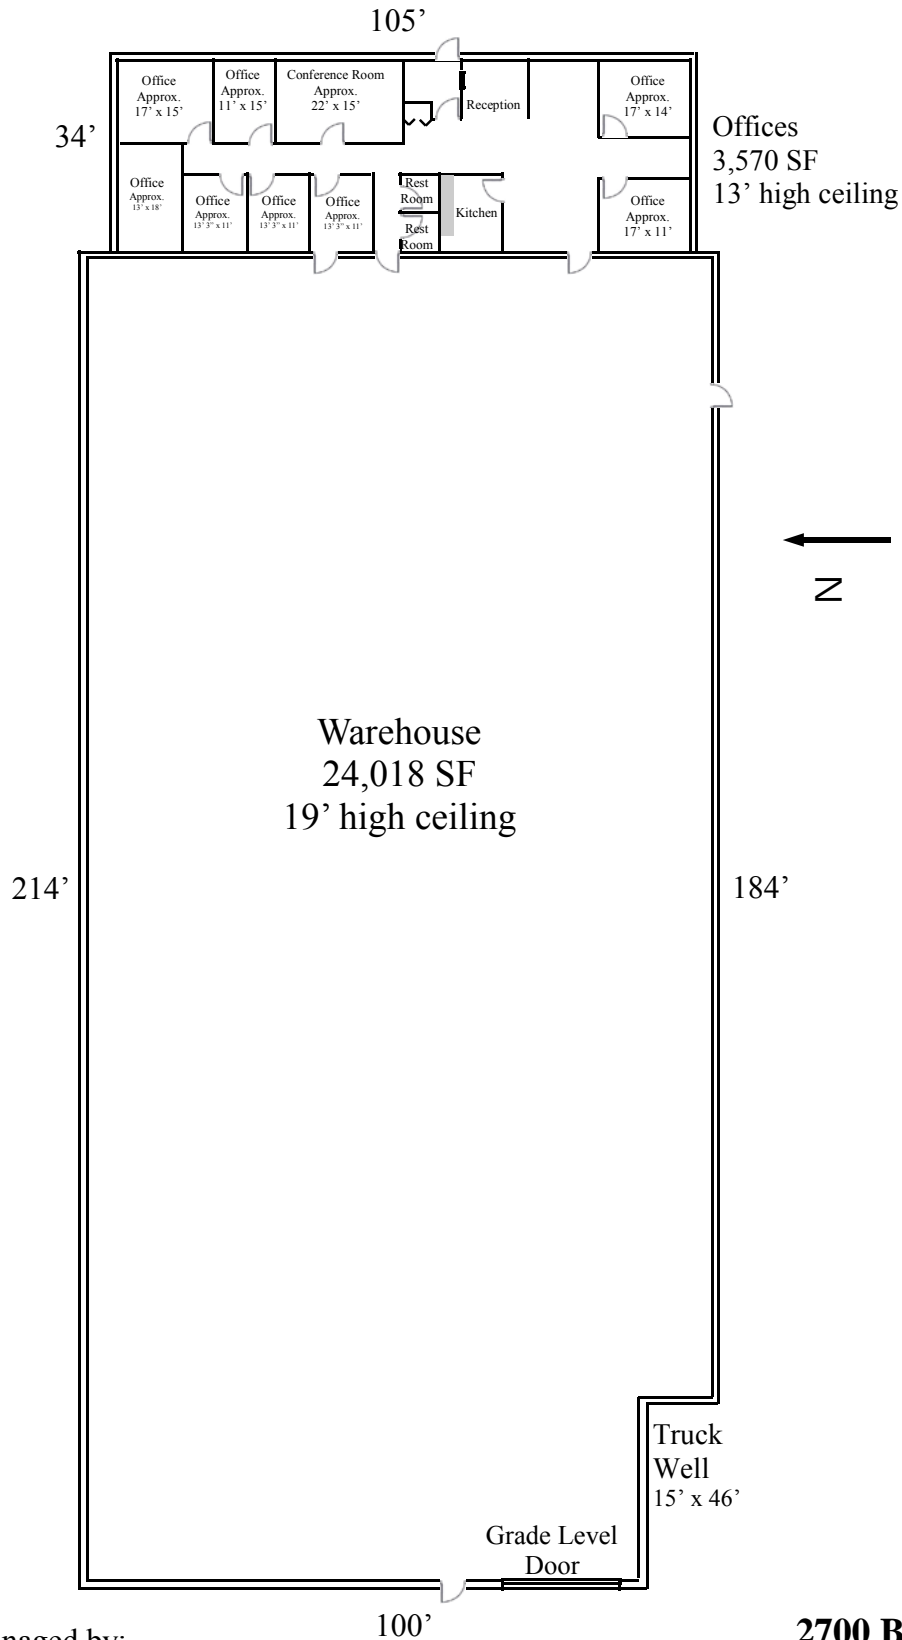 105’
Office
Approx.
17’ x 15’
Office
Approx.
11’ x 15’
Conference Room
Approx.
22’ x 15’
Reception
Office
Approx.
17’ x 14’
34’
Offices
3,570 SF
13’ high ceiling
Office
Approx.
13’ x 18’
Office
Approx.
13’ 3” x 11’
Office
Approx.
13’ 3” x 11’
Office
Approx.
13’ 3” x 11’
Rest
Room
Rest
Room
Kitchen
Office
Approx.
17’ x 11’
N
Warehouse
24,018 SF
19’ high ceiling
214’
184’
Truck
Well
15’ x 46’
Grade Level
Door
100’
naged by:
2700 B